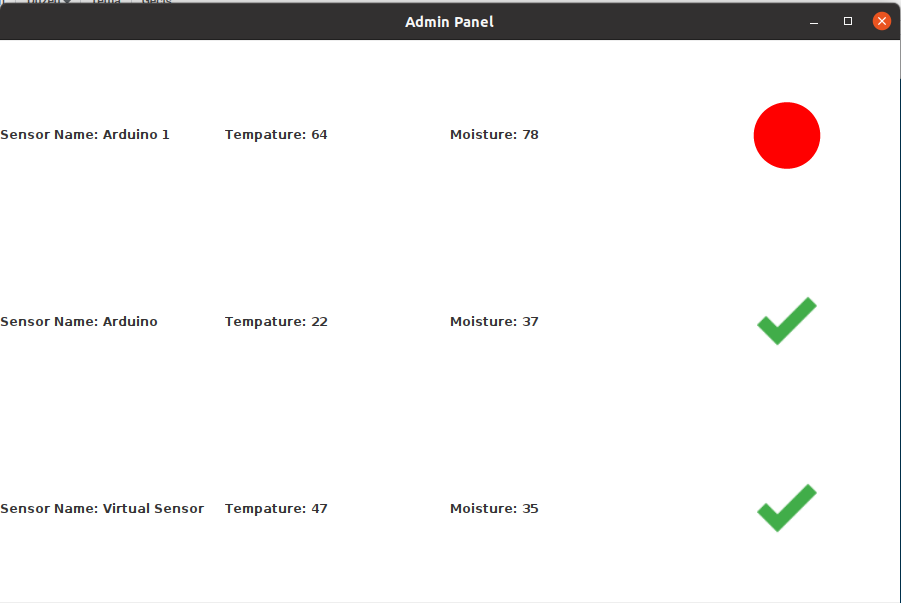 Admin Panel
Sensor Name: Arduino 1 Tempature: 64 Moisture: 78
Sensor Name: Arduino Tempature: 22 Moisture: 37
Sensor Name: Virtual Sensor Tempature: 47 Moisture: 35